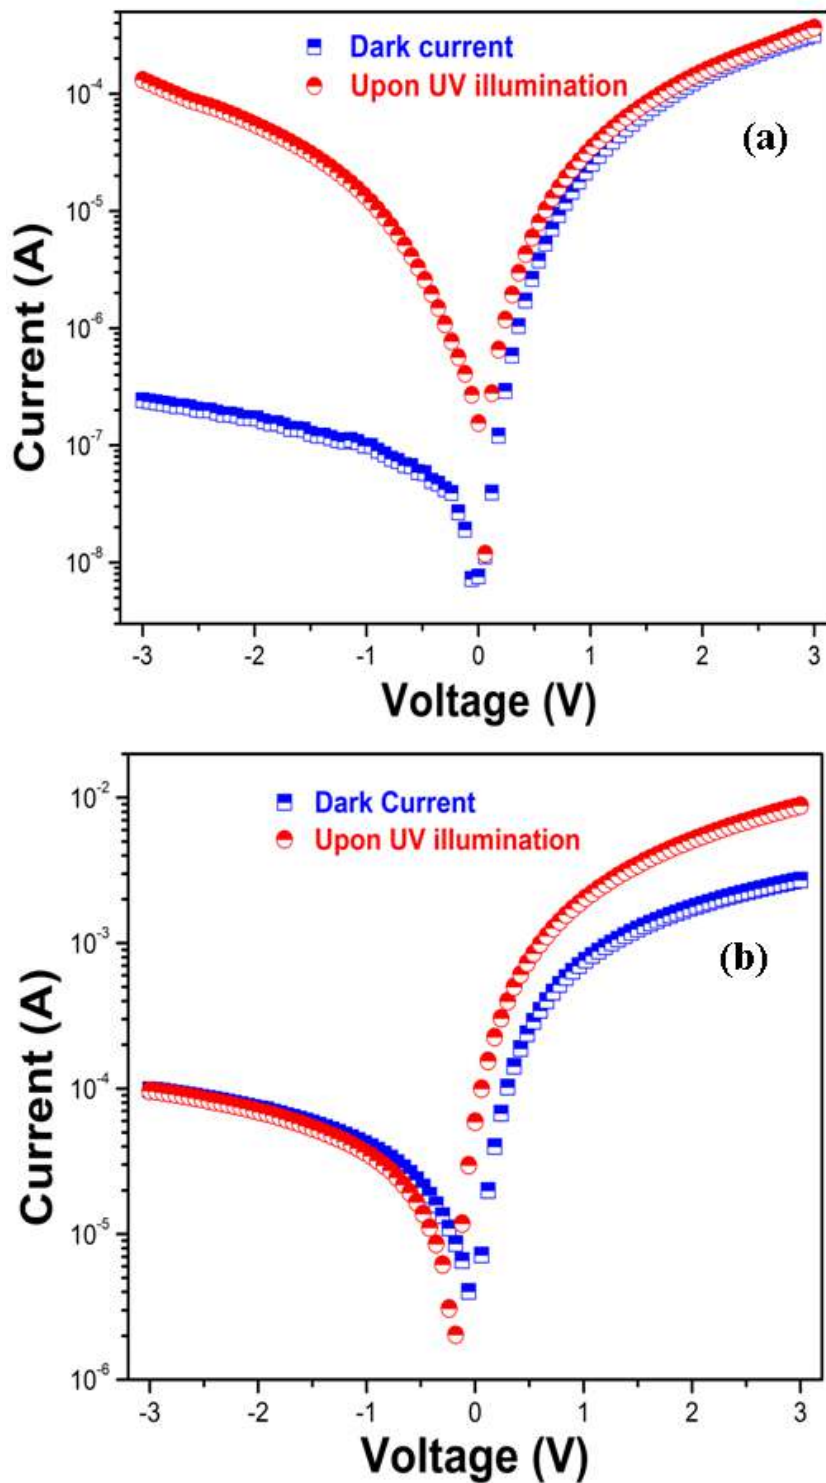 Dark current
Upon UV illumination
(a)
10⁻⁴
10⁻⁵
10⁻⁶
10⁻⁷
10⁻⁸
Current (A)
-3 -2 -1 0 1 2 3
Voltage (V)
Dark Current
Upon UV illumination
(b)
10⁻²
10⁻³
10⁻⁴
10⁻⁵
10⁻⁶
Current (A)
-3 -2 -1 0 1 2 3
Voltage (V)